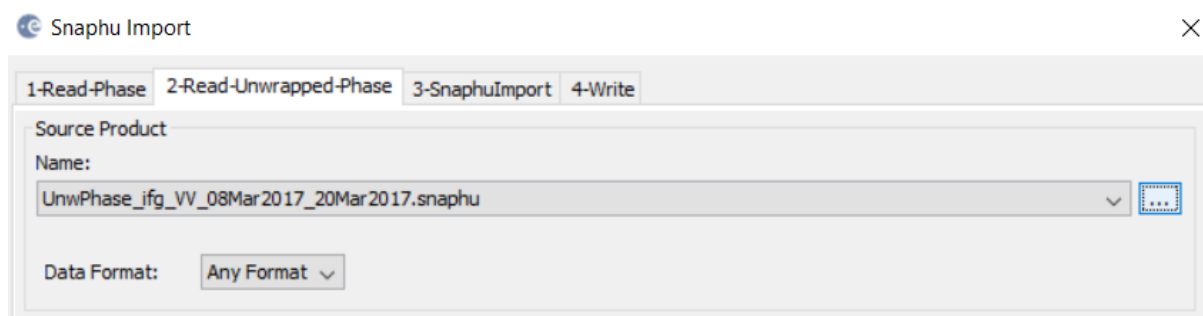 Snaphu Import
1-Read-Phase 2-Read-Unwrapped-Phase 3-SnaphuImport 4-Write
Source Product
Name:
UnwPhase_ifg_VV_08Mar2017_20Mar2017.snaphu ...
Data Format: Any Format